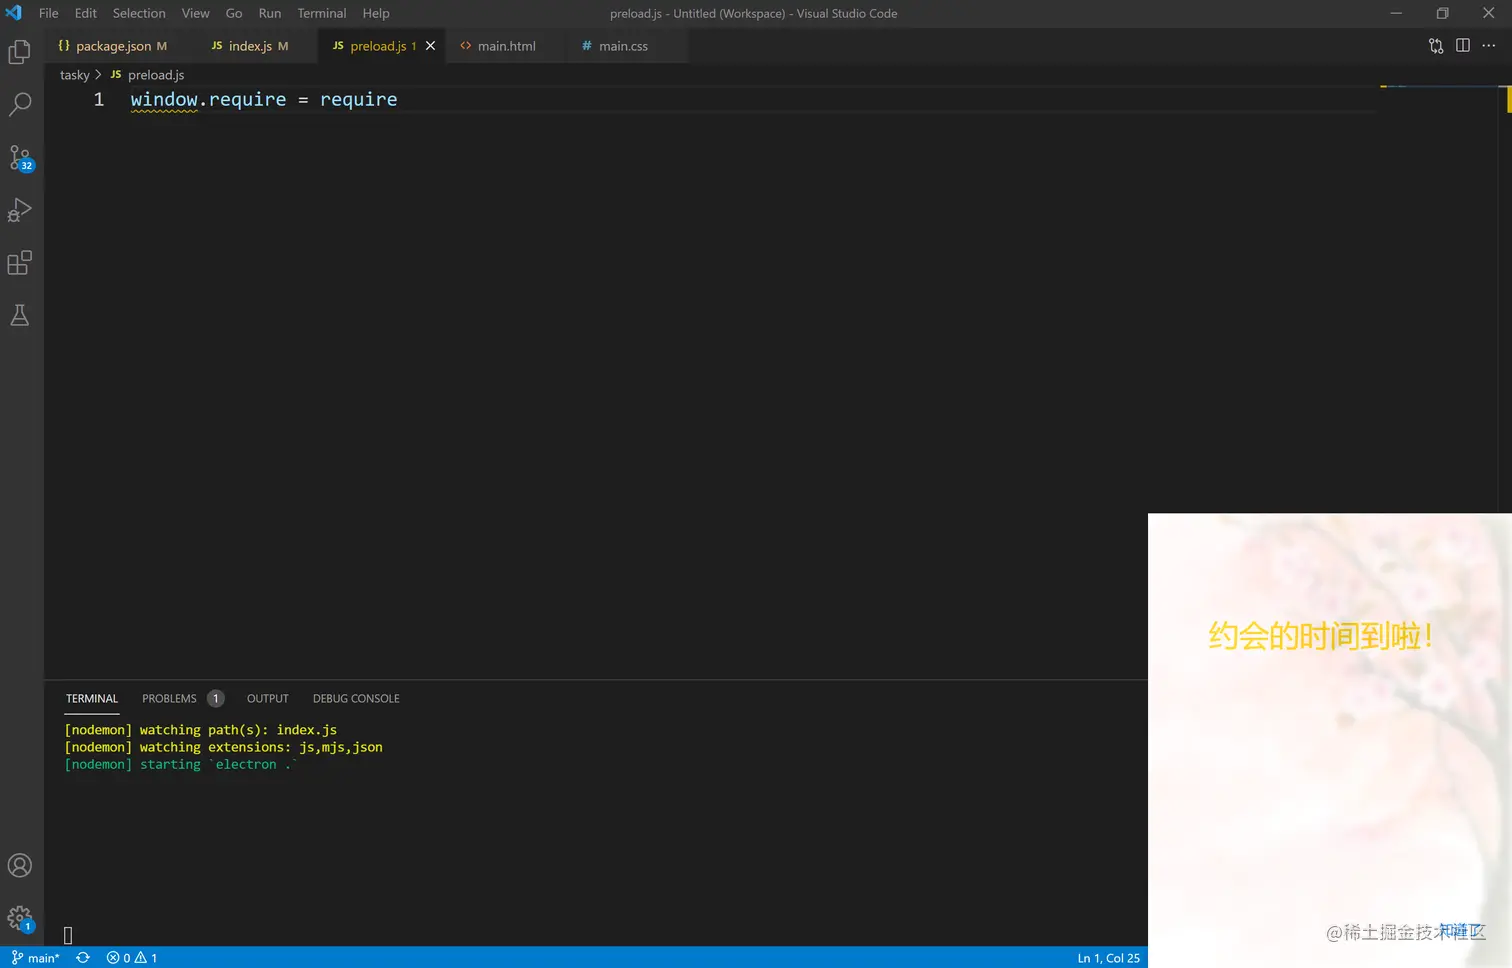 File Edit Selection View Go Run Terminal Help
preload.js - Untitled (Workspace) - Visual Studio Code
{} package.json M
JS index.js M
JS preload.js 1
<> main.html
# main.css
tasky > JS preload.js
1 window.require = require
32
约会的时间到啦!
TERMINAL PROBLEMS 1 OUTPUT DEBUG CONSOLE
[nodemon] watching path(s): index.js
[nodemon] watching extensions: js,mjs,json
[nodemon] starting `electron .`
1
知道了
@稀土掘金技术社区
main* 0 1
Ln 1, Col 25